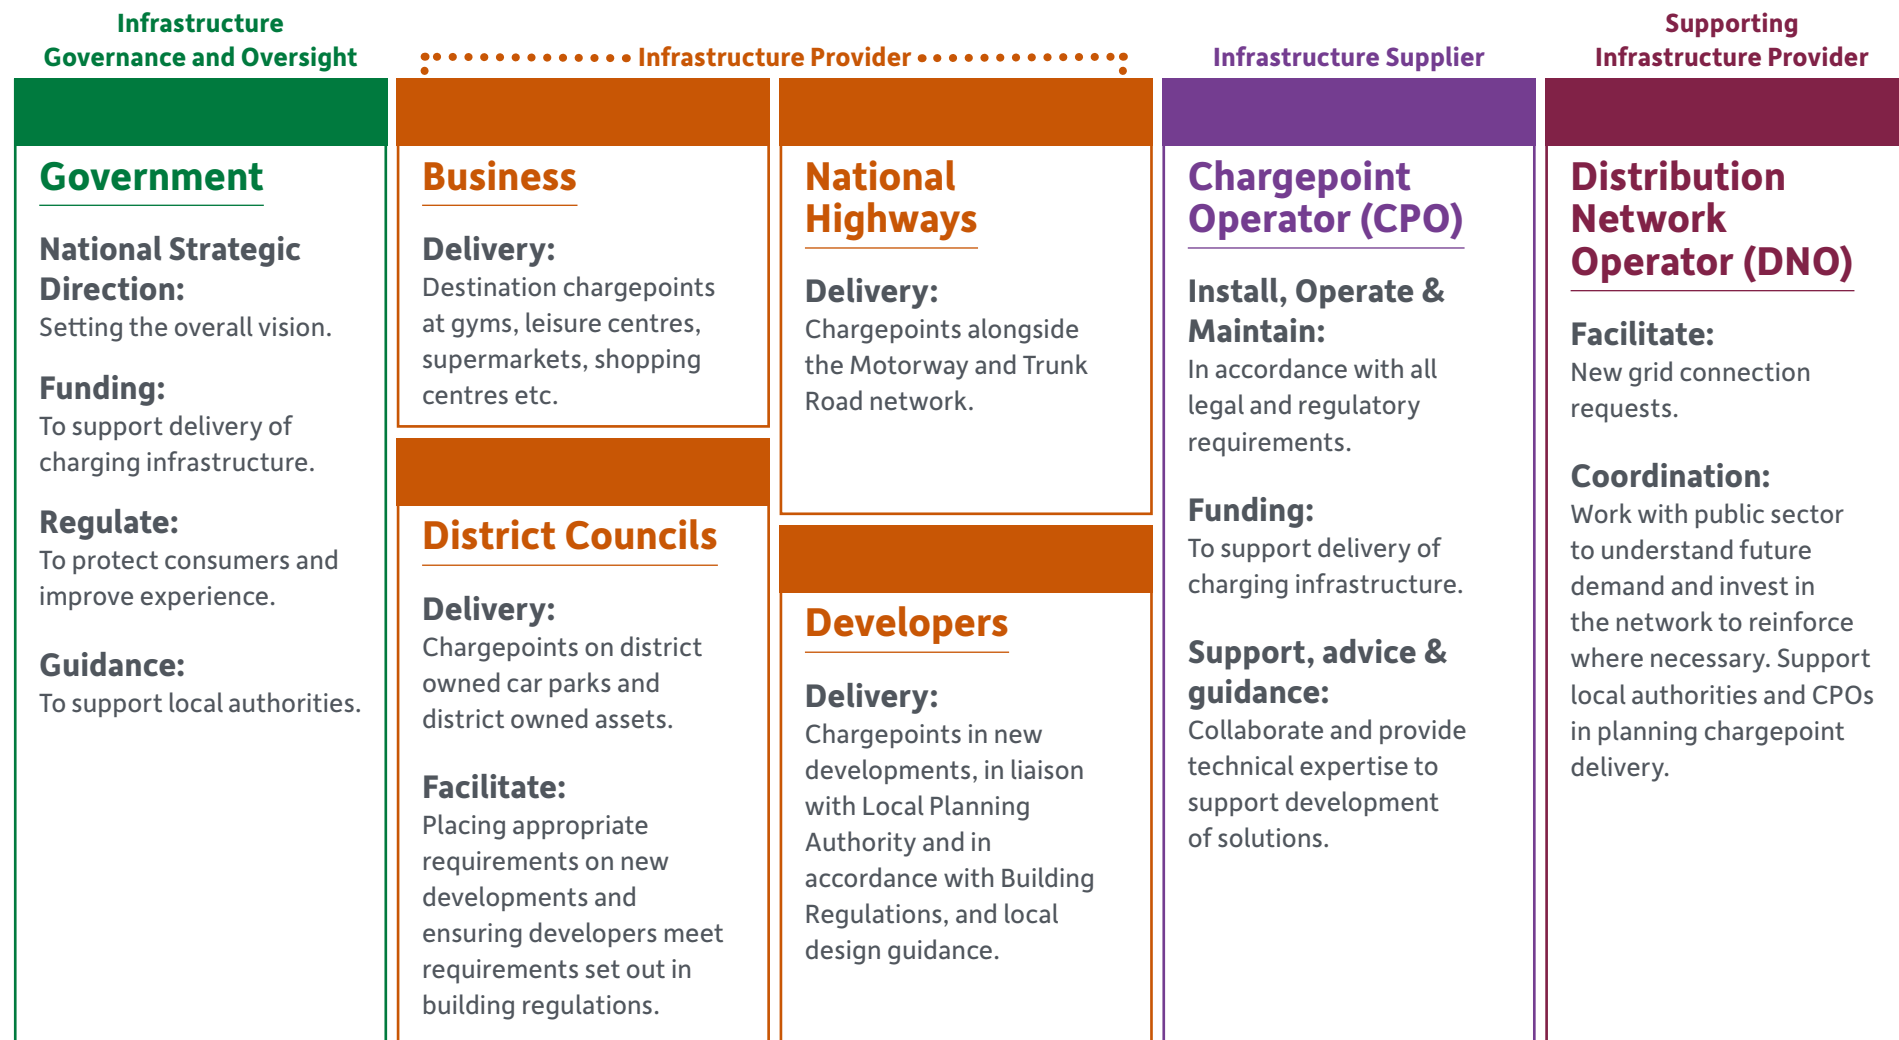 Infrastructure
Governance and Oversight
Government
National Strategic
Direction:
Setting the overall vision.
Funding:
To support delivery of
charging infrastructure.
Regulate:
To protect consumers and
improve experience.
Guidance:
To support local authorities.
Infrastructure Provider
Business
Delivery:
Destination chargepoints
at gyms, leisure centres,
supermarkets, shopping
centres etc.
District Councils
Delivery:
Chargepoints on district
owned car parks and
district owned assets.
Facilitate:
Placing appropriate
requirements on new
developments and
ensuring developers meet
requirements set out in
building regulations.
National
Highways
Delivery:
Chargepoints alongside
the Motorway and Trunk
Road network.
Developers
Delivery:
Chargepoints in new
developments, in liaison
with Local Planning
Authority and in
accordance with Building
Regulations, and local
design guidance.
Infrastructure Supplier
Chargepoint
Operator (CPO)
Install, Operate &
Maintain:
In accordance with all
legal and regulatory
requirements.
Funding:
To support delivery of
charging infrastructure.
Support, advice &
guidance:
Collaborate and provide
technical expertise to
support development
of solutions.
Supporting
Infrastructure Provider
Distribution
Network
Operator (DNO)
Facilitate:
New grid connection
requests.
Coordination:
Work with public sector
to understand future
demand and invest in
the network to reinforce
where necessary. Support
local authorities and CPOs
in planning chargepoint
delivery.